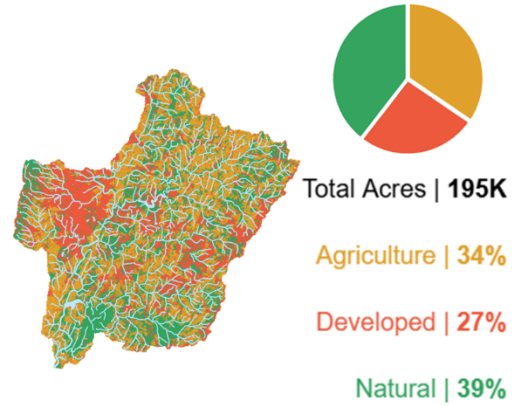 Total Acres | 195K
Agriculture | 34%
Developed | 27%
Natural | 39%